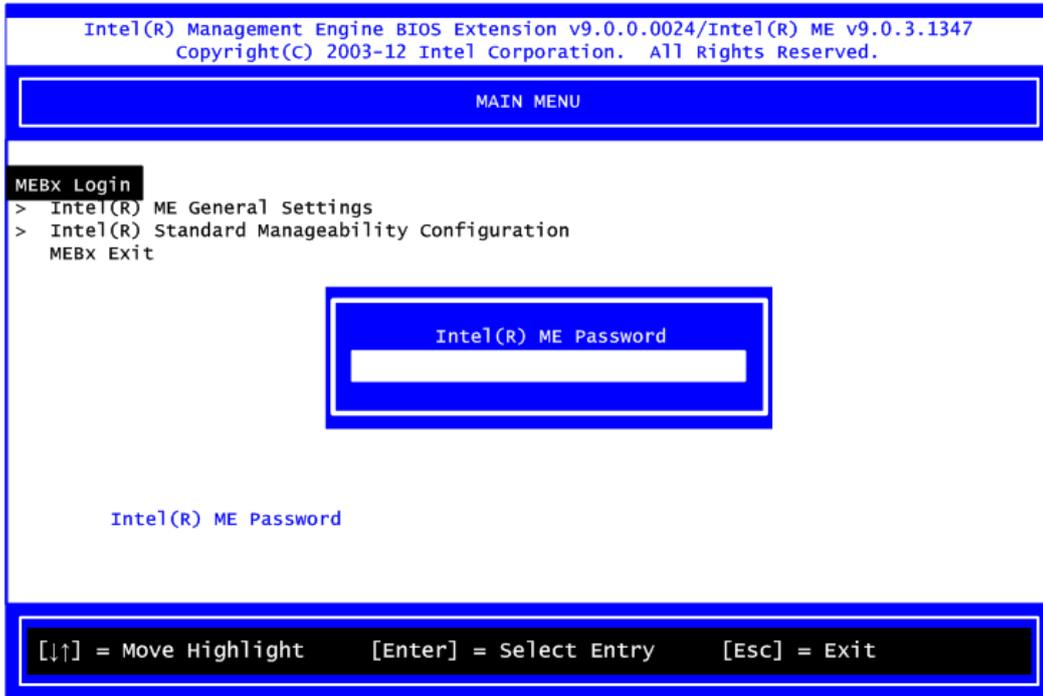 Intel(R) Management Engine BIOS Extension v9.0.0.0024/Intel(R) ME v9.0.3.1347
Copyright(C) 2003-12 Intel Corporation.  All Rights Reserved.
MAIN MENU
MEBx Login
>  Intel(R) ME General Settings
>  Intel(R) Standard Manageability Configuration
MEBx Exit
Intel(R) ME Password
Intel(R) ME Password
[↓↑] = Move Highlight  [Enter] = Select Entry  [Esc] = Exit